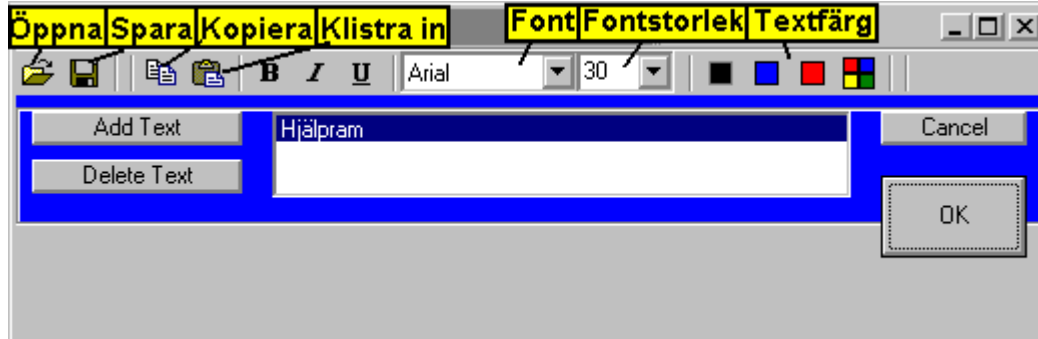 Öppna Spara Kopiera Klistra in Font Fontstorlek Textfärg
B I U Arial 30
Add Text Hjälpram Cancel
Delete Text
OK